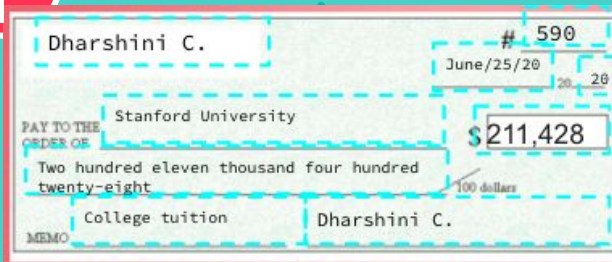 Dharshini C.
# 590
June/25/20
20 20
PAY TO THE
ORDER OF
Stanford University
$ 211,428
Two hundred eleven thousand four hundred
twenty-eight
100 dollars
MEMO
College tuition
Dharshini C.